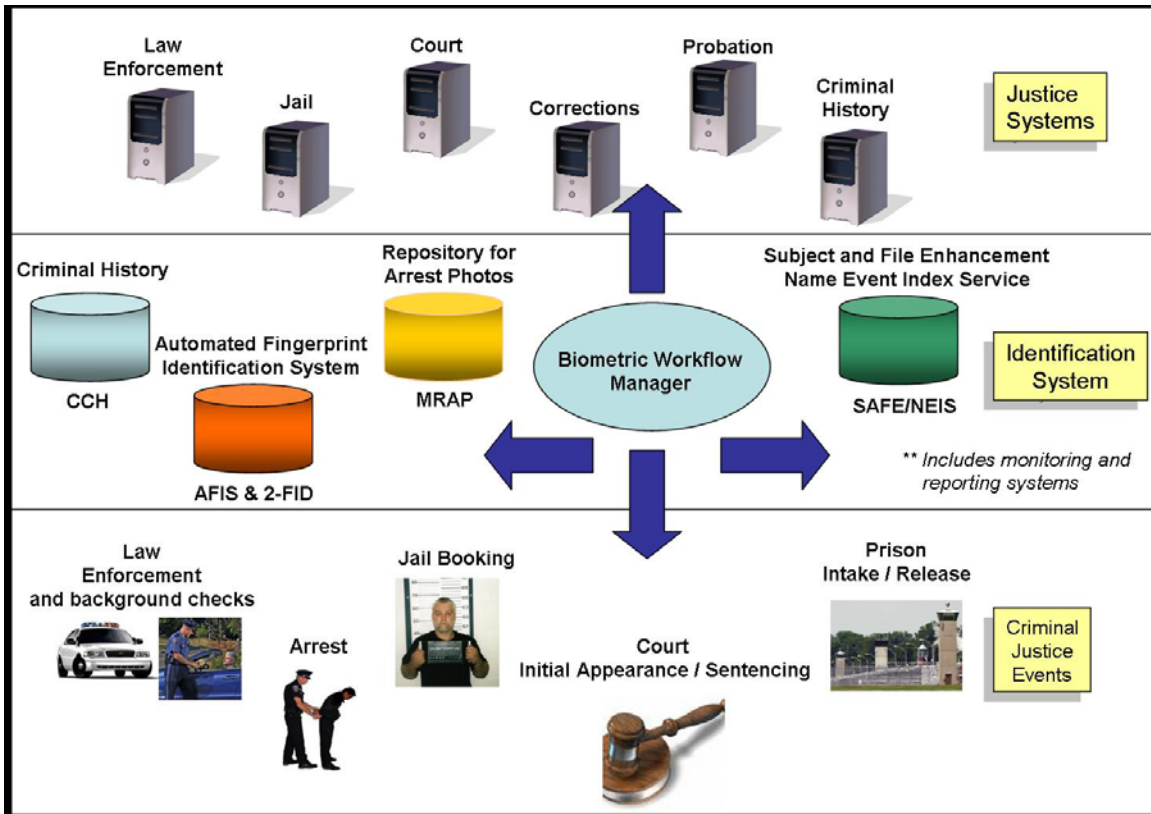 Law
Enforcement
Jail
Court
Corrections
Probation
Criminal
History
Justice
Systems
Criminal History
CCH
Automated Fingerprint
Identification System
AFIS & 2-FID
Repository for
Arrest Photos
MRAP
Biometric Workflow
Manager
Subject and File Enhancement
Name Event Index Service
SAFE/NEIS
Identification
System
** Includes monitoring and
reporting systems
Law
Enforcement
and background checks
Arrest
Jail Booking
Court
Initial Appearance / Sentencing
Prison
Intake / Release
Criminal
Justice
Events